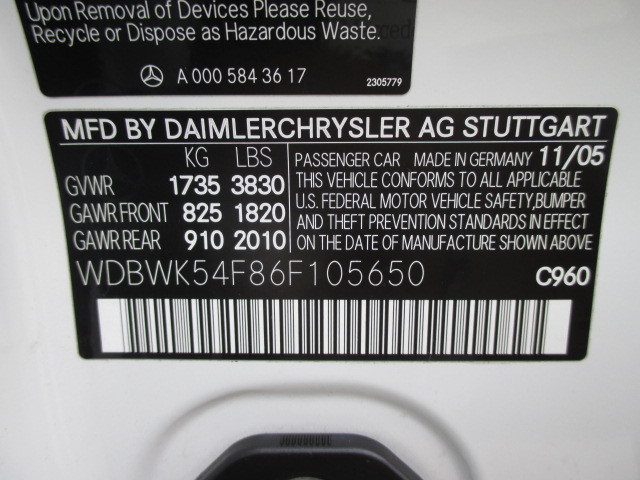 Upon Removal of Devices Please Reuse,
Recycle or Dispose as Hazardous Waste.
A 000 584 36 17
2305779
MFD BY DAIMLERCHRYSLER AG STUTTGART
KG LBS
GVWR 1735 3830
GAWR FRONT 825 1820
GAWR REAR 910 2010
PASSENGER CAR MADE IN GERMANY 11/05
THIS VEHICLE CONFORMS TO ALL APPLICABLE
U.S. FEDERAL MOTOR VEHICLE SAFETY, BUMPER
AND THEFT PREVENTION STANDARDS IN EFFECT
ON THE DATE OF MANUFACTURE SHOWN ABOVE.
WDBWK54F86F105650
C960